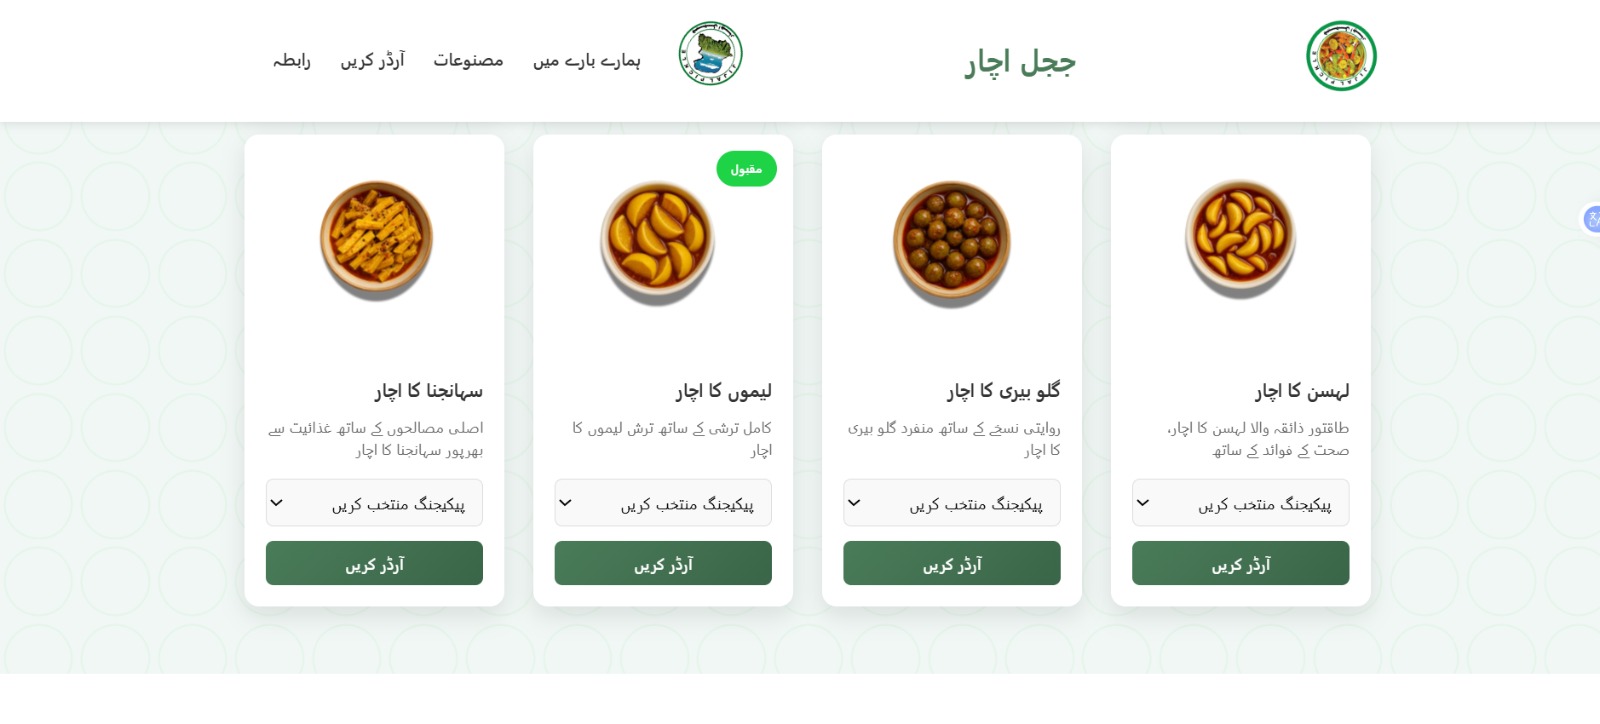 ججل اچار
ہمارے بارے میں
مصنوعات
آرڈر کریں
رابطہ
لہسن کا اچار
طاقتور ذائقہ والا لہسن کا اچار،
صحت کے فوائد کے ساتھ
پیکیجنگ منتخب کریں
آرڈر کریں
گلو بیری کا اچار
روایتی نسخے کے ساتھ منفرد گلو بیری
کا اچار
پیکیجنگ منتخب کریں
آرڈر کریں
مقبول
لیموں کا اچار
کامل ترشی کے ساتھ ترش لیموں کا
اچار
پیکیجنگ منتخب کریں
آرڈر کریں
سہانجنا کا اچار
اصلی مصالحوں کے ساتھ غذائیت سے
بھرپور سہانجنا کا اچار
پیکیجنگ منتخب کریں
آرڈر کریں